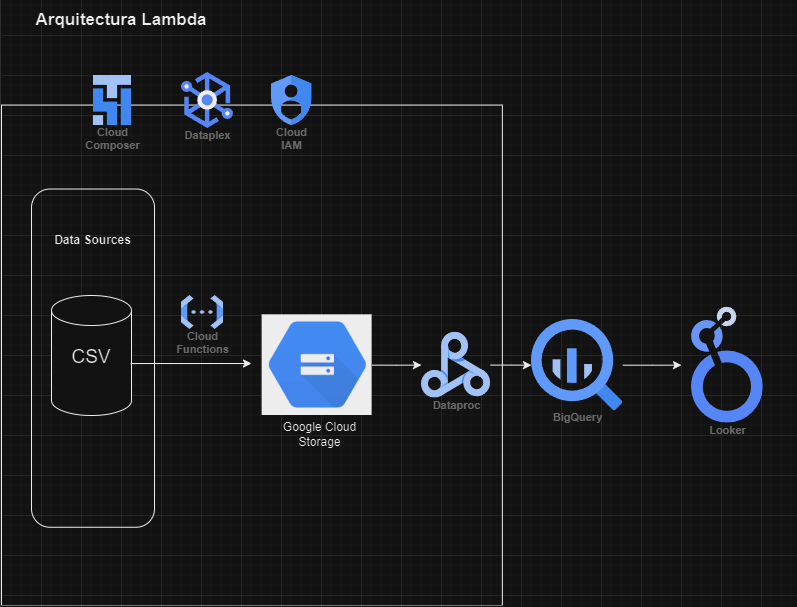 Arquitectura Lambda
Cloud
Composer
Dataplex
Cloud
IAM
Data Sources
CSV
Cloud
Functions
Google Cloud
Storage
Dataproc
BigQuery
Looker